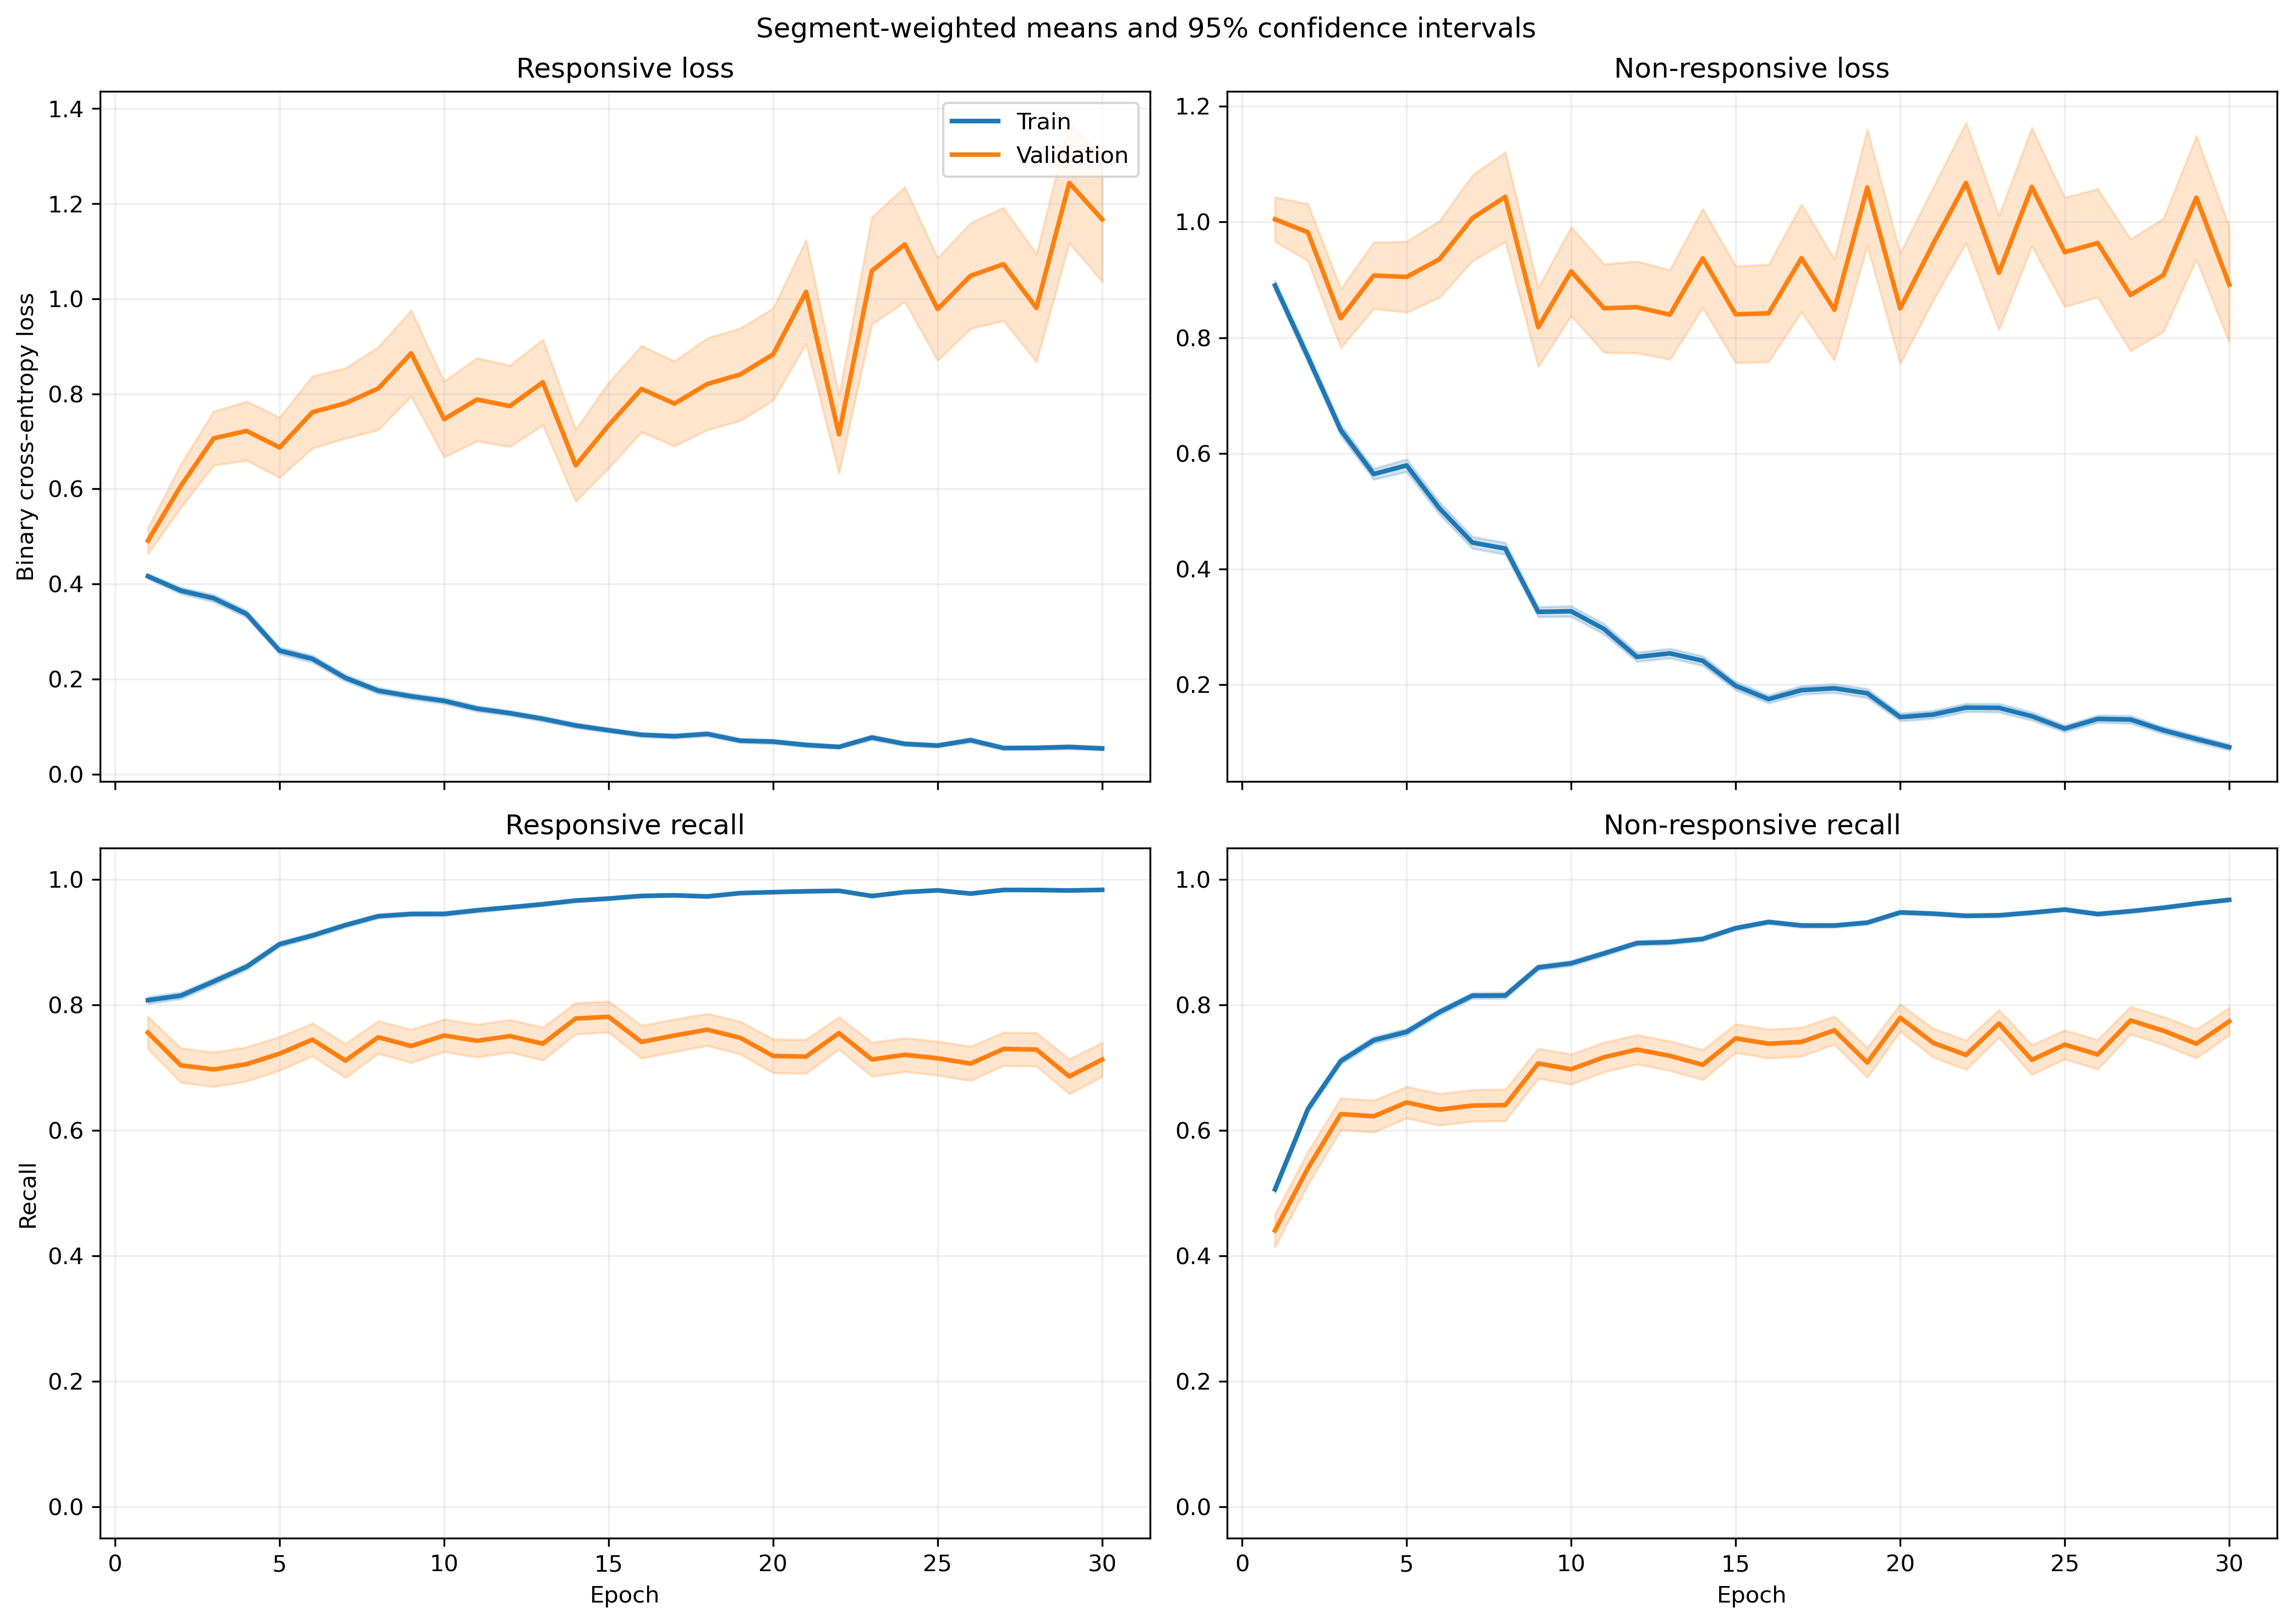 Segment-weighted means and 95% confidence intervals
Responsive loss
Non-responsive loss
1.4
1.2
1.0
0.8
0.6
0.4
0.2
0.0
Binary cross-entropy loss
Train
Validation
1.2
1.0
0.8
0.6
0.4
0.2
Responsive recall
Non-responsive recall
1.0
0.8
0.6
0.4
0.2
0.0
Recall
0 5 10 15 20 25 30
Epoch
1.0
0.8
0.6
0.4
0.2
0.0
0 5 10 15 20 25 30
Epoch